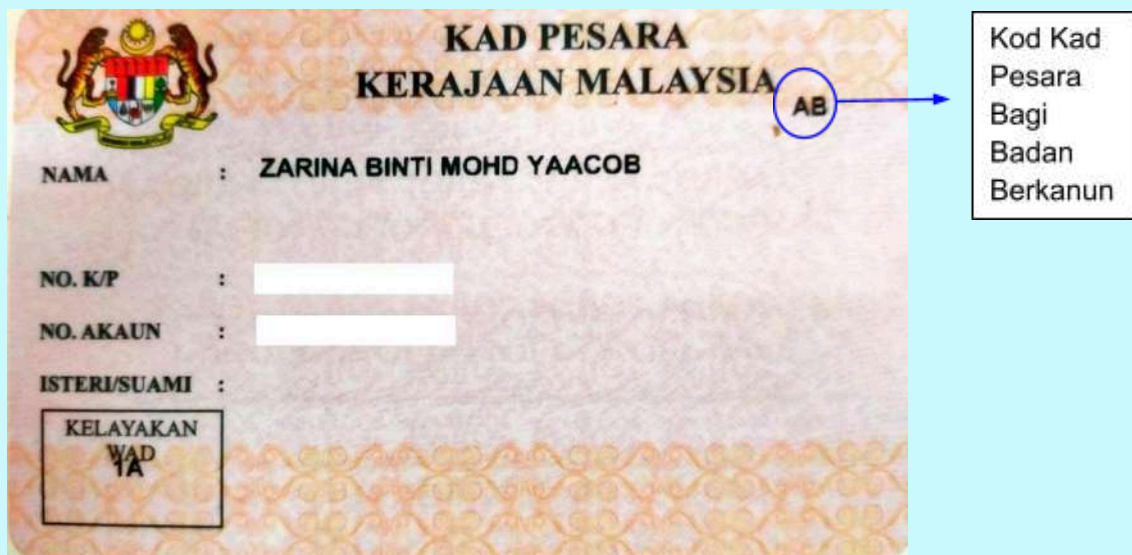 KAD PESARA
KERAJAAN MALAYSIA
AB
Kod Kad
Pesara
Bagi
Badan
Berkanun
NAMA : ZARINA BINTI MOHD YAACOB
NO. K/P :
NO. AKAUN :
ISTERI/SUAMI :
KELAYAKAN
WAD
1A